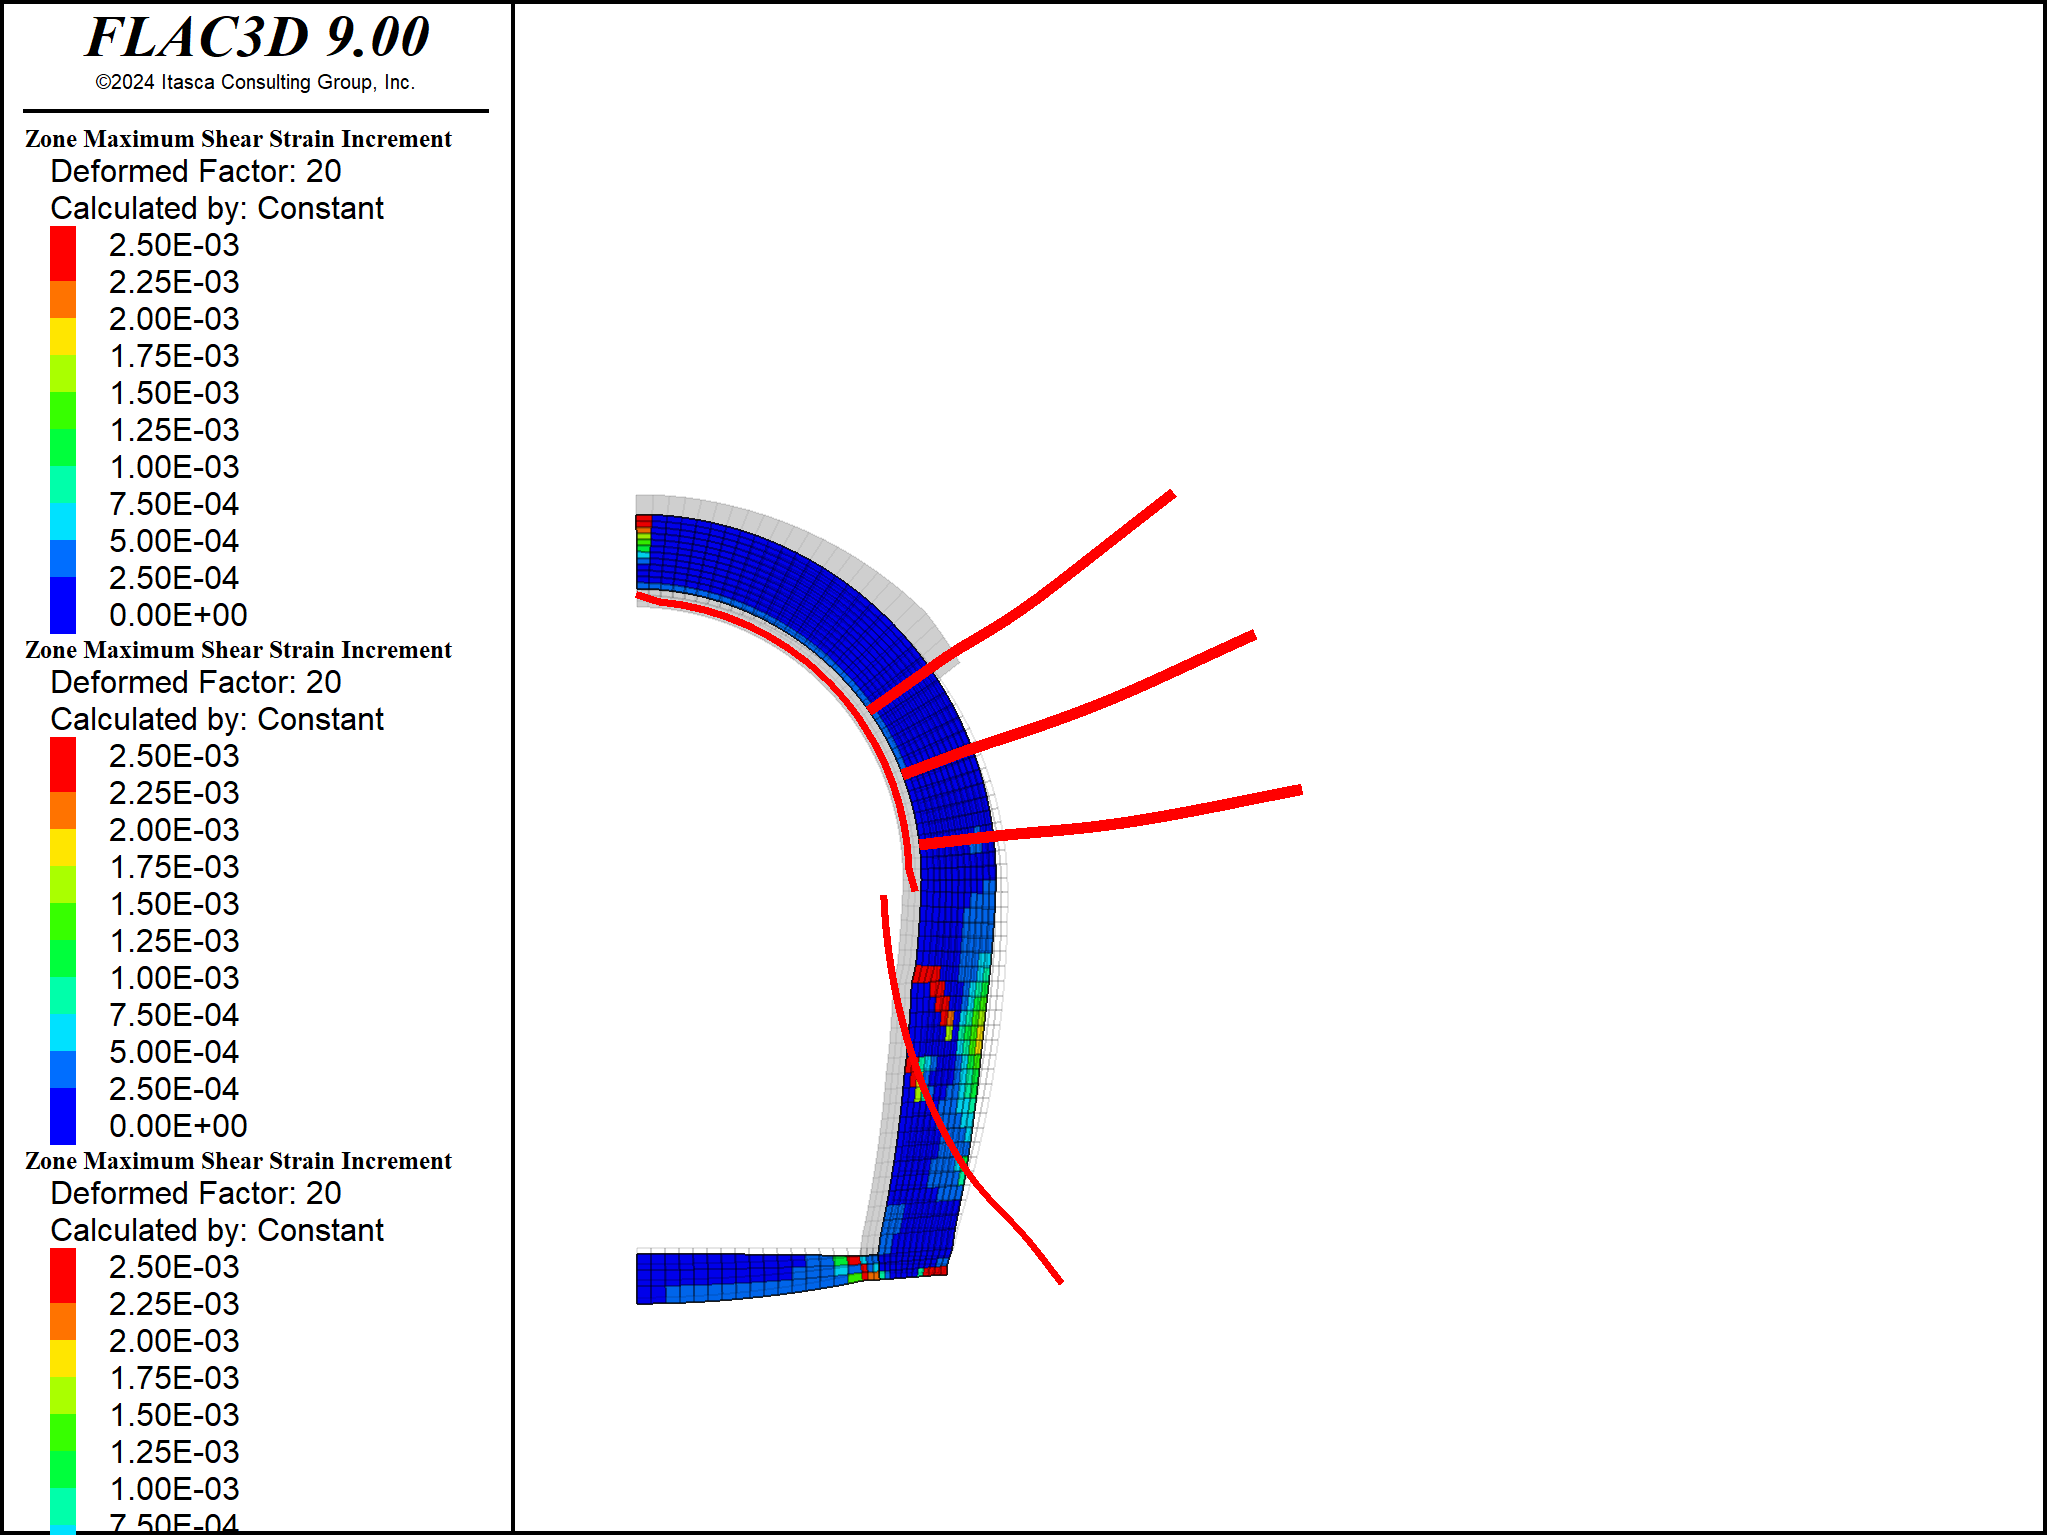 FLAC3D 9.00
©2024 Itasca Consulting Group, Inc.
Zone Maximum Shear Strain Increment
Deformed Factor: 20
Calculated by: Constant
2.50E-03
2.25E-03
2.00E-03
1.75E-03
1.50E-03
1.25E-03
1.00E-03
7.50E-04
5.00E-04
2.50E-04
0.00E+00
Zone Maximum Shear Strain Increment
Deformed Factor: 20
Calculated by: Constant
2.50E-03
2.25E-03
2.00E-03
1.75E-03
1.50E-03
1.25E-03
1.00E-03
7.50E-04
5.00E-04
2.50E-04
0.00E+00
Zone Maximum Shear Strain Increment
Deformed Factor: 20
Calculated by: Constant
2.50E-03
2.25E-03
2.00E-03
1.75E-03
1.50E-03
1.25E-03
1.00E-03
7.50E-04